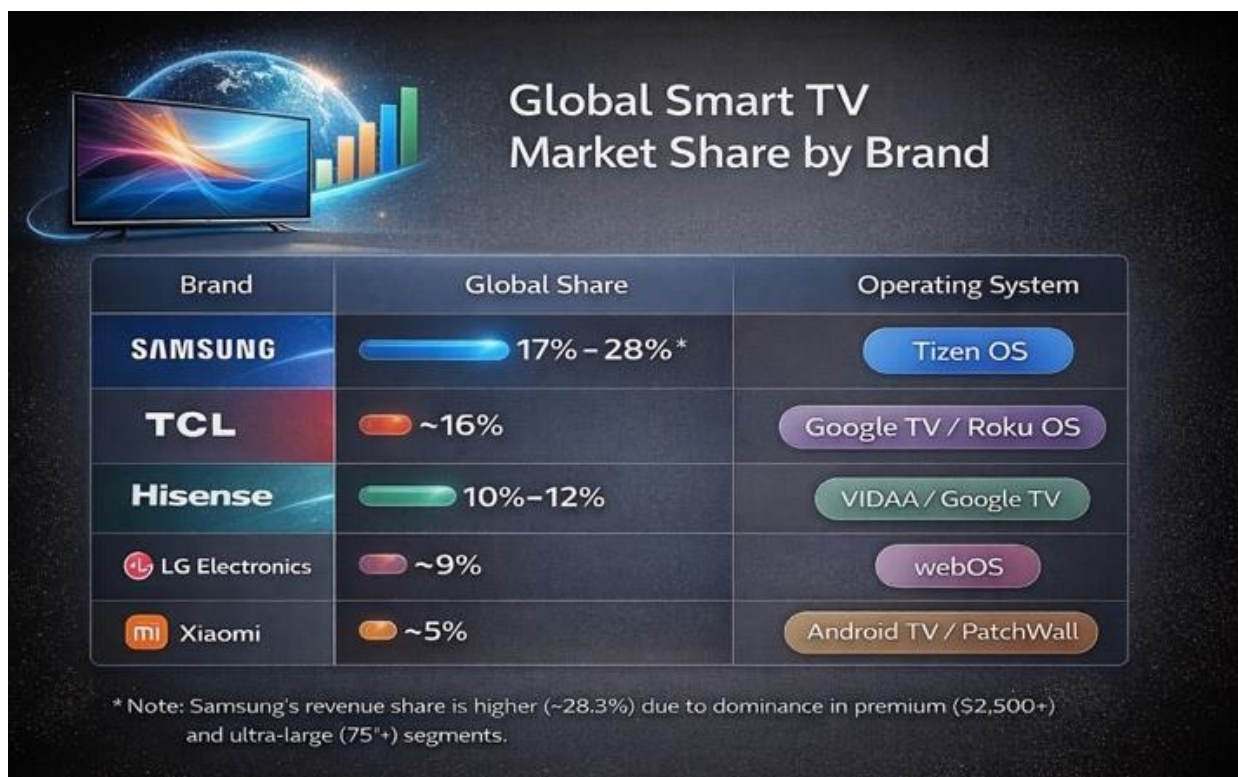 Global Smart TV
Market Share by Brand
Brand Global Share Operating System
SAMSUNG 17%–28%* Tizen OS
TCL ~16% Google TV / Roku OS
Hisense 10%–12% VIDAA / Google TV
LG LG Electronics ~9% webOS
mi Xiaomi ~5% Android TV / PatchWall
* Note: Samsung's revenue share is higher (~28.3%) due to dominance in premium ($2,500+)
and ultra-large (75"+) segments.